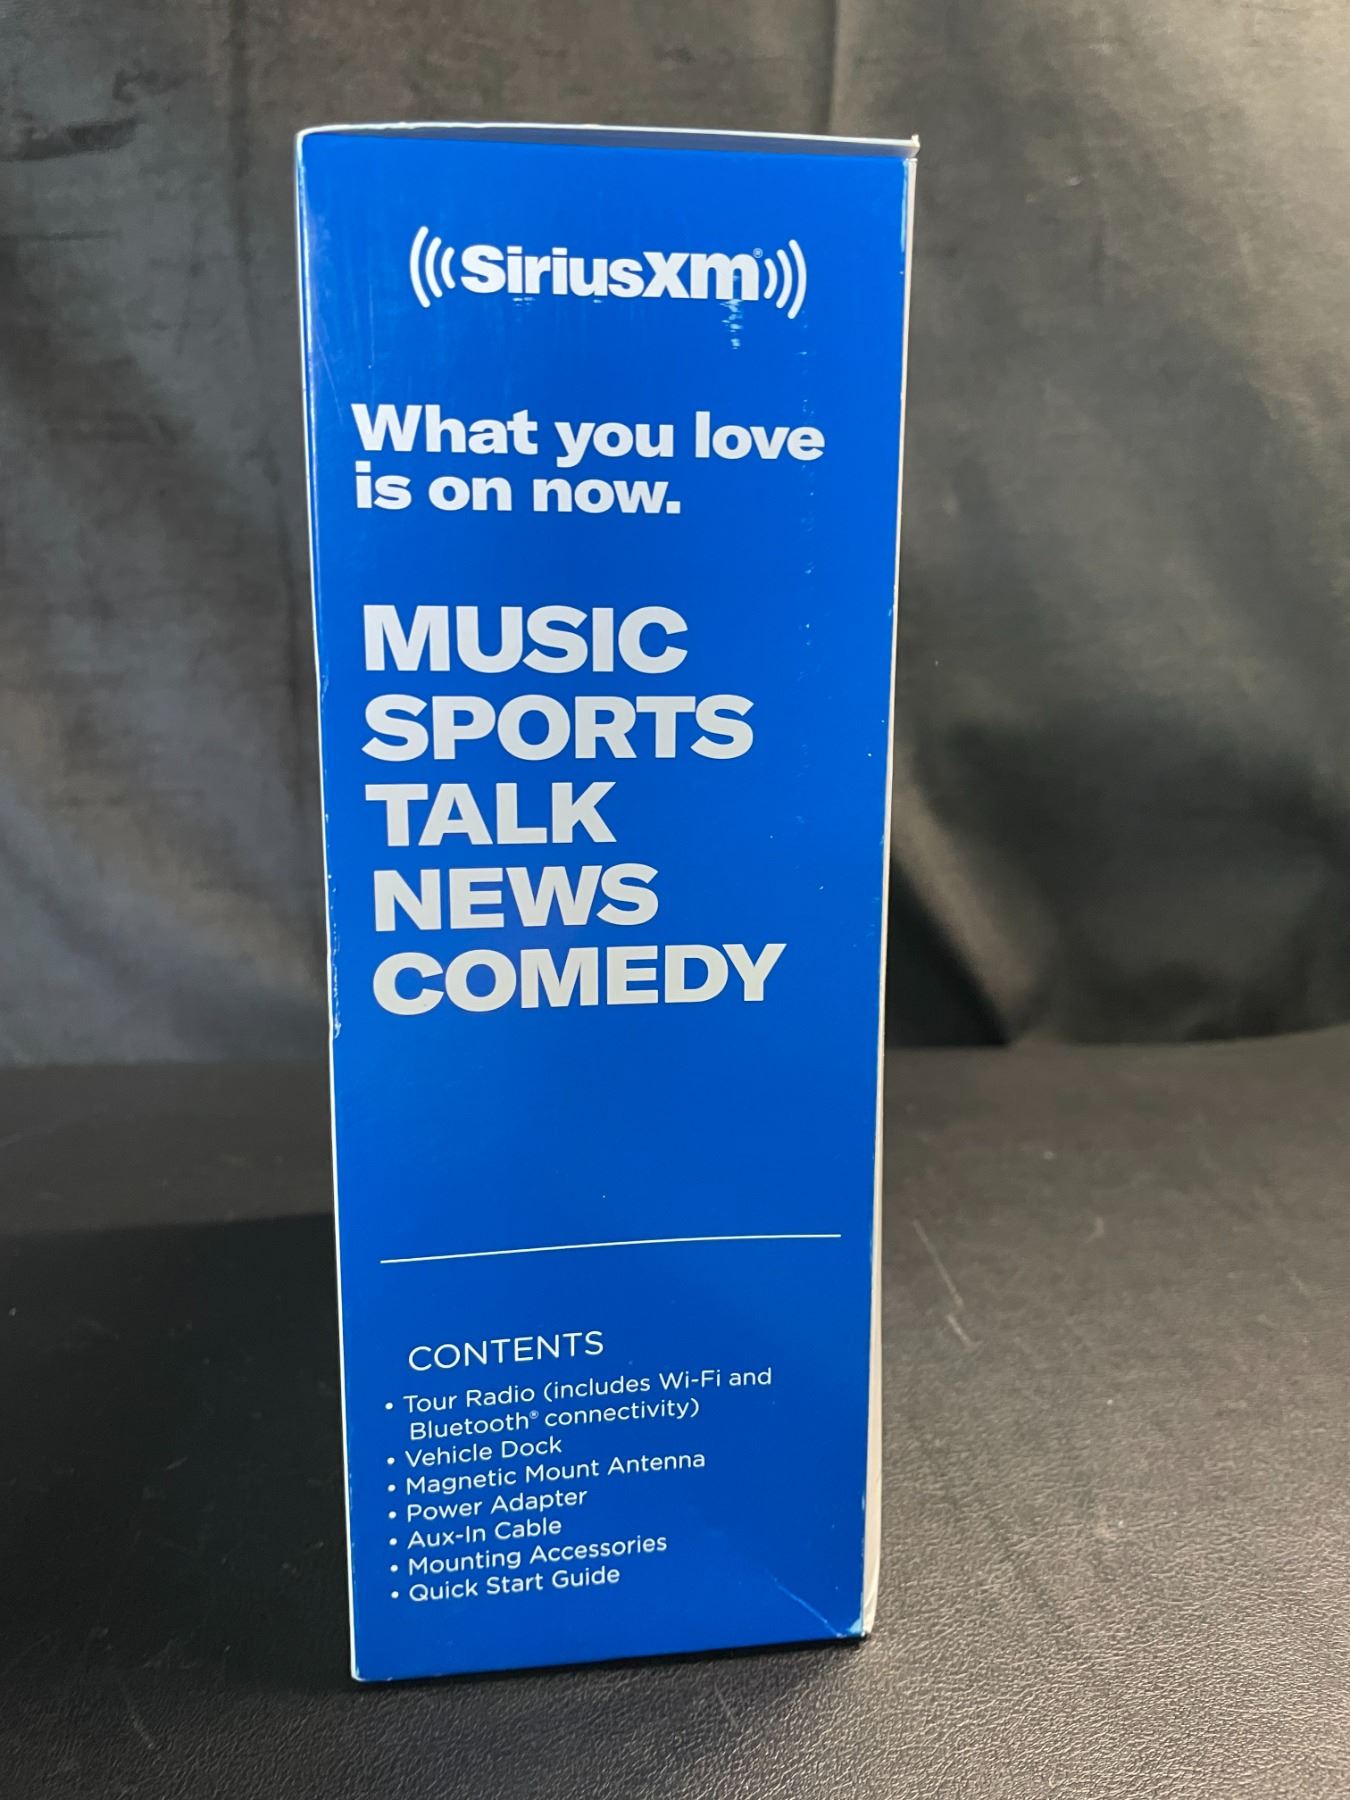 SiriusXm®
What you love
is on now.
MUSIC
SPORTS
TALK
NEWS
COMEDY
CONTENTS
• Tour Radio (includes Wi-Fi and
Bluetooth® connectivity)
• Vehicle Dock
• Magnetic Mount Antenna
• Power Adapter
• Aux-In Cable
• Mounting Accessories
• Quick Start Guide